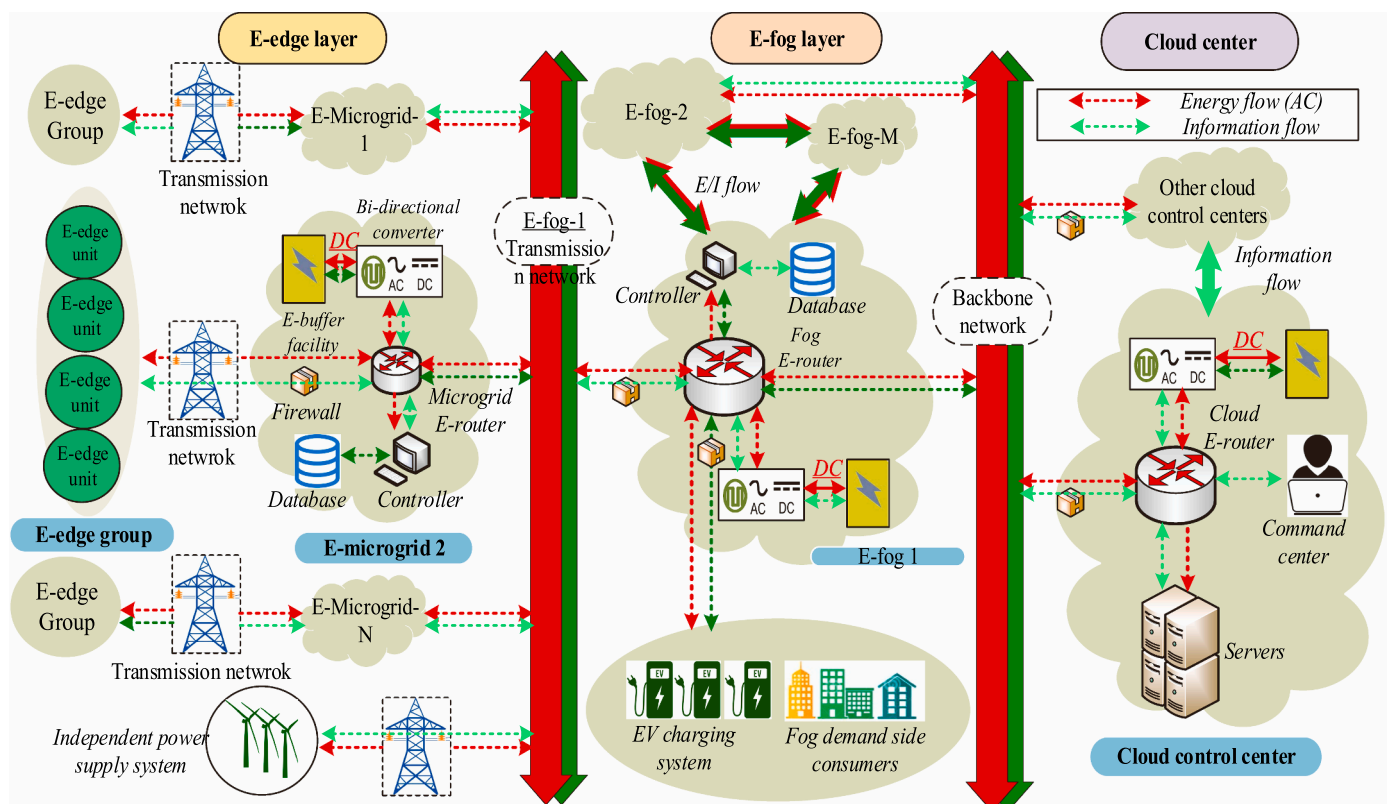 E-edge layer
E-fog layer
Cloud center
E-edge
Group
Transmission
netwrok
E-Microgrid-
1
E-fog-2
E-fog-M
E/I flow
Energy flow (AC)
Information flow
Other cloud
control centers
Information
flow
E-edge
unit
E-edge
unit
E-edge
unit
E-edge
unit
E-edge group
Transmission
netwrok
Bi-directional
converter
DC
AC
DC
E-buffer
facility
Firewall
Microgrid
E-router
Database
Controller
E-microgrid 2
E-fog-1
Transmissio
n network
Controller
Database
Fog
E-router
AC
DC
DC
E-fog 1
Backbone
network
AC
DC
DC
Cloud
E-router
Command
center
Servers
Cloud control center
E-edge
Group
Transmission netwrok
E-Microgrid-
N
Independent power
supply system
EV
EV
EV
EV charging
system
Fog demand side
consumers